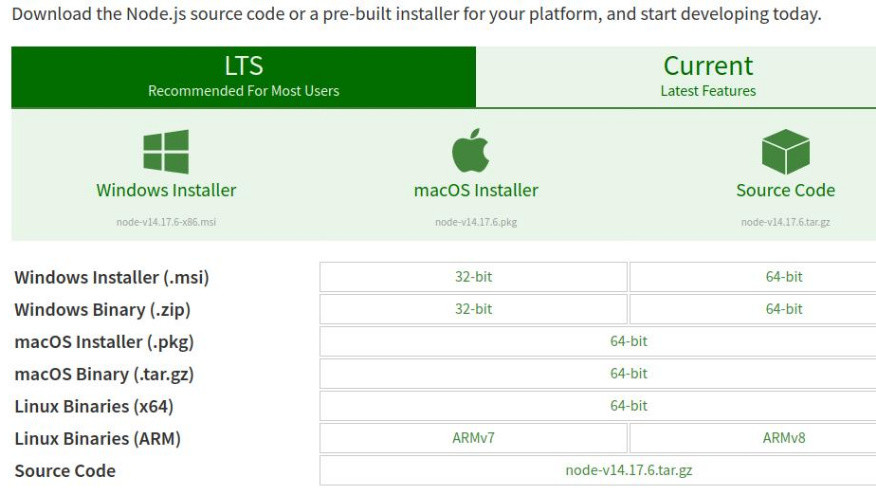 Download the Node.js source code or a pre-built installer for your platform, and start developing today.
LTS
Recommended For Most Users
Current
Latest Features
Windows Installer
node-v14.17.6-x86.msi
macOS Installer
node-v14.17.6.pkg
Source Code
node-v14.17.6.tar.gz
Windows Installer (.msi) 32-bit 64-bit
Windows Binary (.zip) 32-bit 64-bit
macOS Installer (.pkg) 64-bit
macOS Binary (.tar.gz) 64-bit
Linux Binaries (x64) 64-bit
Linux Binaries (ARM) ARMv7 ARMv8
Source Code node-v14.17.6.tar.gz